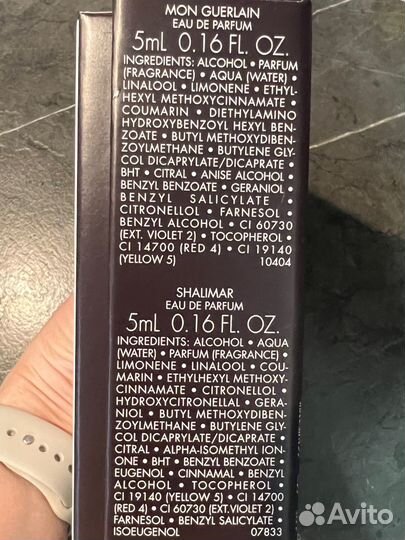 MON GUERLAIN
EAU DE PARFUM
5mL 0.16 FL. OZ.
INGREDIENTS: ALCOHOL • PARFUM
(FRAGRANCE) • AQUA (WATER) •
LINALOOL • LIMONENE • ETHYL-
HEXYL METHOXYCINNAMATE •
COUMARIN • DIETHYLAMINO
HYDROXYBENZOYL HEXYL BEN-
ZOATE • BUTYL METHOXYDIBEN-
ZOYLMETHANE • BUTYLENE GLY-
COL DICAPRYLATE/DICAPRATE •
BHT • CITRAL • ANISE ALCOHOL •
BENZYL BENZOATE • GERANIOL •
BENZYL SALICYLATE •
CITRONELLOL • FARNESOL •
BENZYL ALCOHOL • CI 60730
(EXT. VIOLET 2) • TOCOPHEROL •
CI 14700 (RED 4) • CI 19140
(YELLOW 5) 10404
SHALIMAR
EAU DE PARFUM
5mL 0.16 FL. OZ.
INGREDIENTS: ALCOHOL • AQUA
(WATER) • PARFUM (FRAGRANCE) •
LIMONENE • LINALOOL • COU-
MARIN • ETHYLHEXYL METHOXY-
CINNAMATE • CITRONELLOL •
HYDROXYCITRONELLAL • GERA-
NIOL • BUTYL METHOXYDIBEN-
ZOYLMETHANE • BUTYLENE GLY-
COL DICAPRYLATE/DICAPRATE •
CITRAL • ALPHA-ISOMETHYL ION-
ONE • BHT • BENZYL BENZOATE •
EUGENOL • CINNAMAL • BENZYL
ALCOHOL • TOCOPHEROL •
CI 19140 (YELLOW 5) • CI 14700
(RED 4) • CI 60730 (EXT.VIOLET 2) •
FARNESOL • BENZYL SALICYLATE •
ISOEUGENOL 07833
Avito